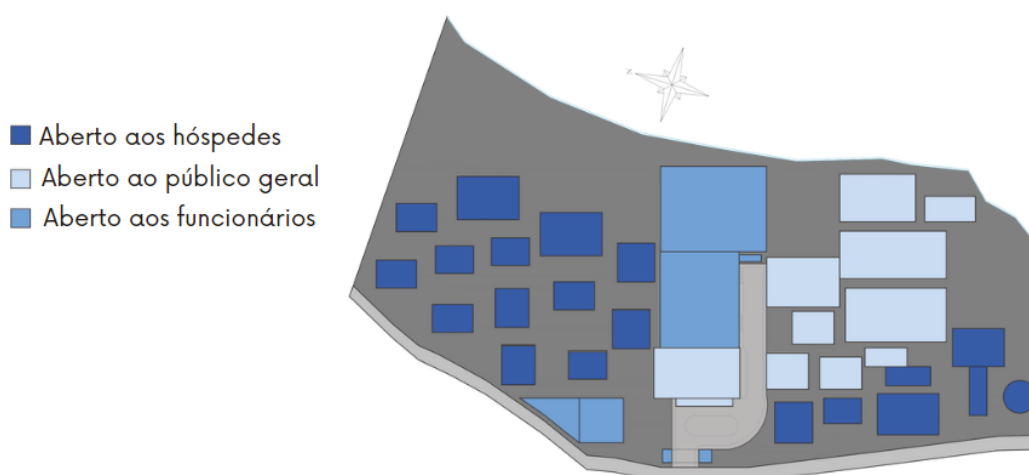 Aberto aos hóspedes
Aberto ao público geral
Aberto aos funcionários